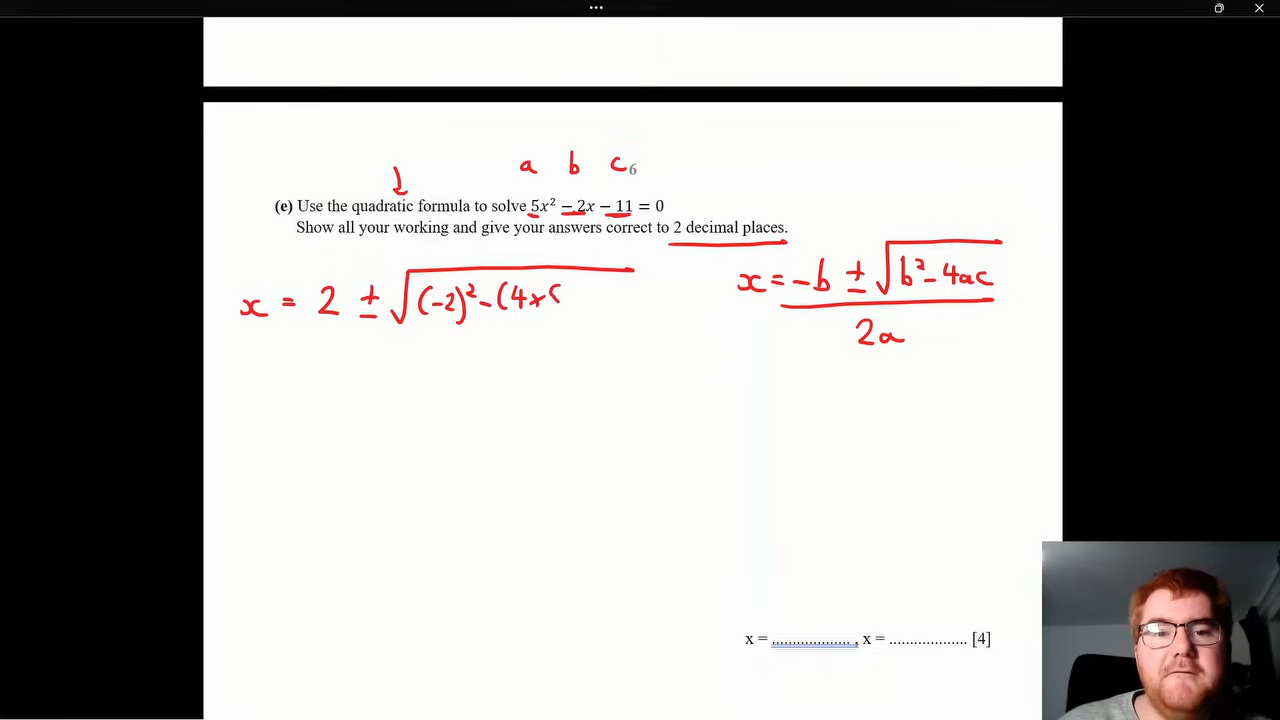 a b c 6
(e) Use the quadratic formula to solve 5x² − 2x − 11 = 0
Show all your working and give your answers correct to 2 decimal places.
x = −b ± √b² − 4ac
2a
x = 2 ± √(−2)² − (4×
x = ................... , x = ................... [4]